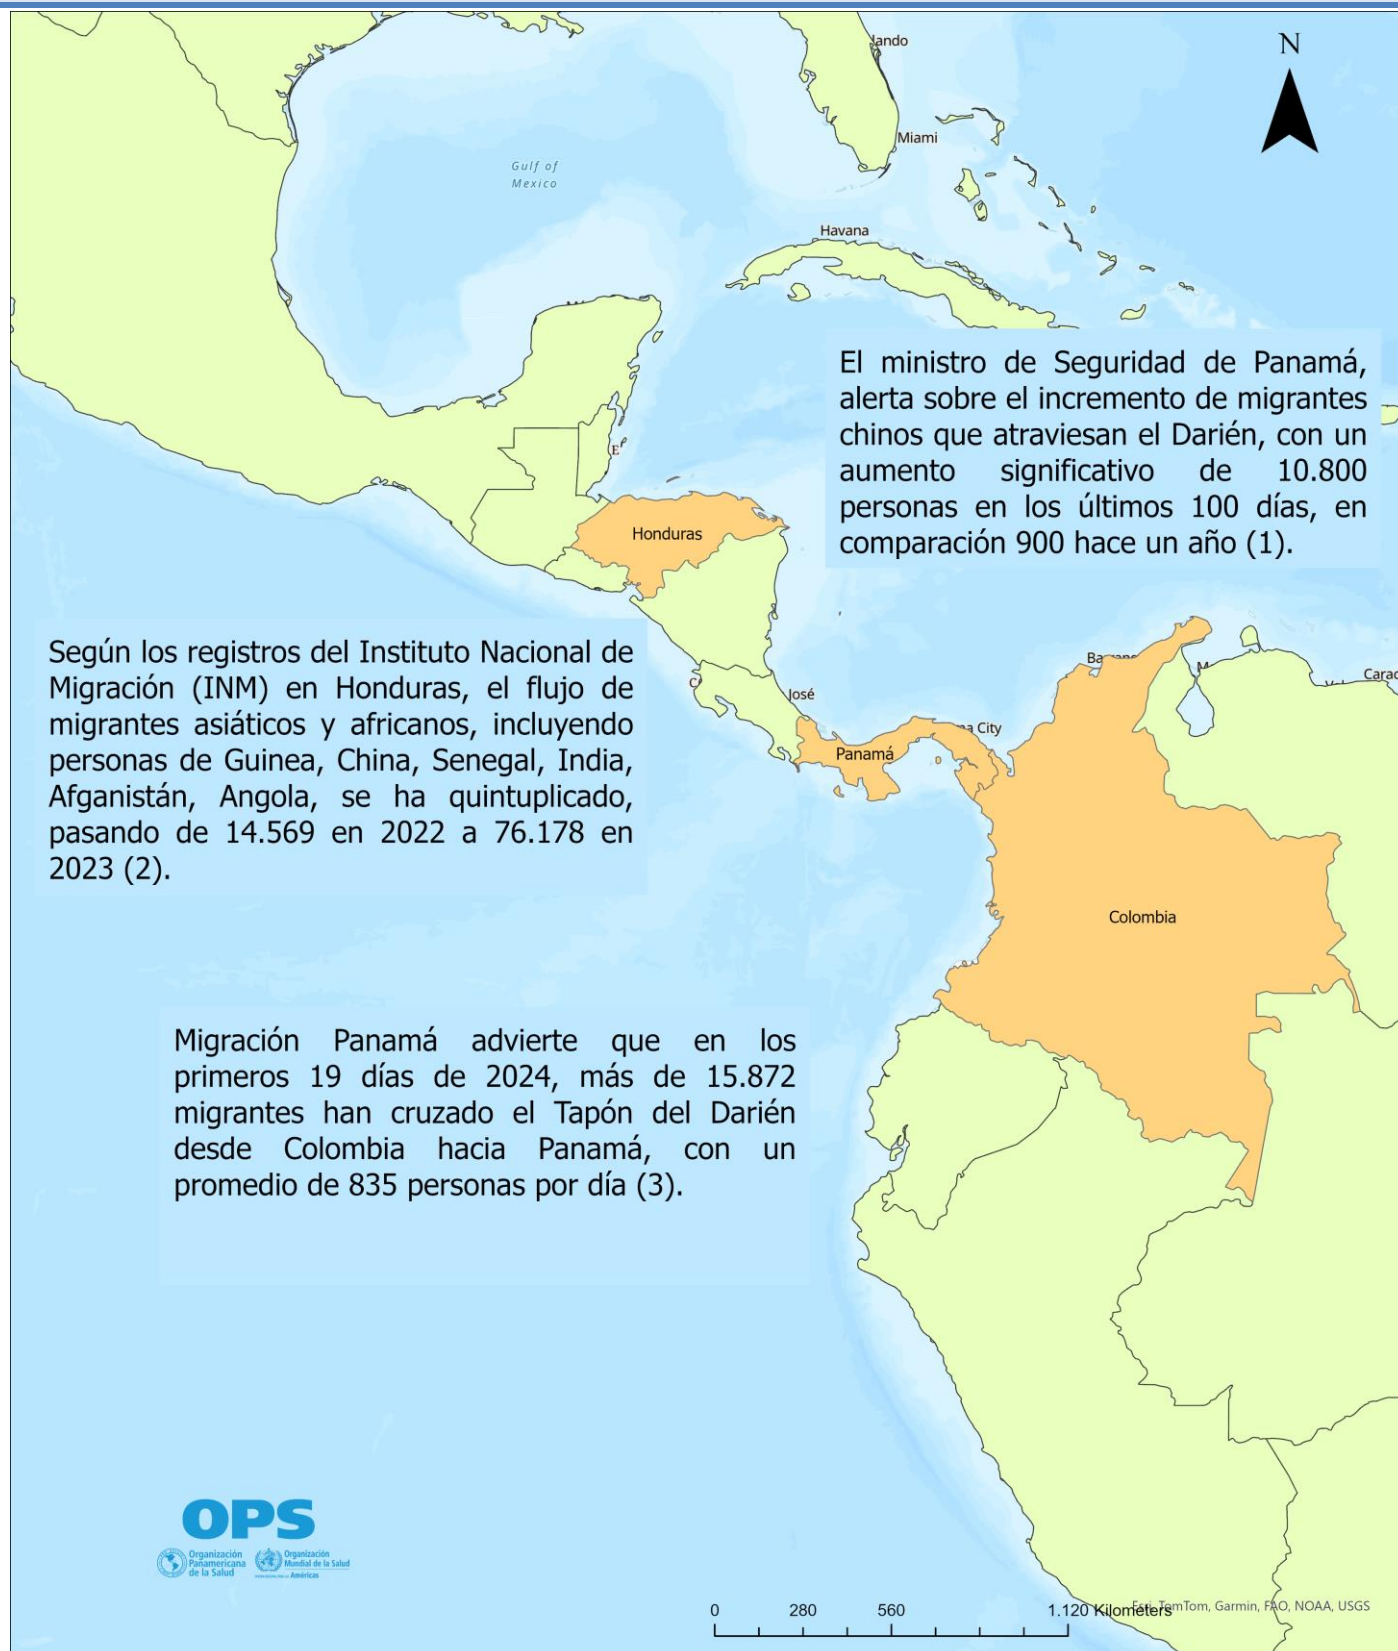 lando
N
Miami
Gulf of
Mexico
Havana
El ministro de Seguridad de Panamá,
alerta sobre el incremento de migrantes
chinos que atraviesan el Darién, con un
aumento significativo de 10.800
personas en los últimos 100 días, en
comparación 900 hace un año (1).
Honduras
Según los registros del Instituto Nacional de
Migración (INM) en Honduras, el flujo de
migrantes asiáticos y africanos, incluyendo
personas de Guinea, China, Senegal, India,
Afganistán, Angola, se ha quintuplicado,
pasando de 14.569 en 2022 a 76.178 en
2023 (2).
Carac
José
City
Panamá
Colombia
Migración Panamá advierte que en los
primeros 19 días de 2024, más de 15.872
migrantes han cruzado el Tapón del Darién
desde Colombia hacia Panamá, con un
promedio de 835 personas por día (3).
OPS
Organización
Panamericana
de la Salud
Organización
Mundial de la Salud
Américas
0 280 560 1.120 Kilometers
Esri, TomTom, Garmin, FAO, NOAA, USGS